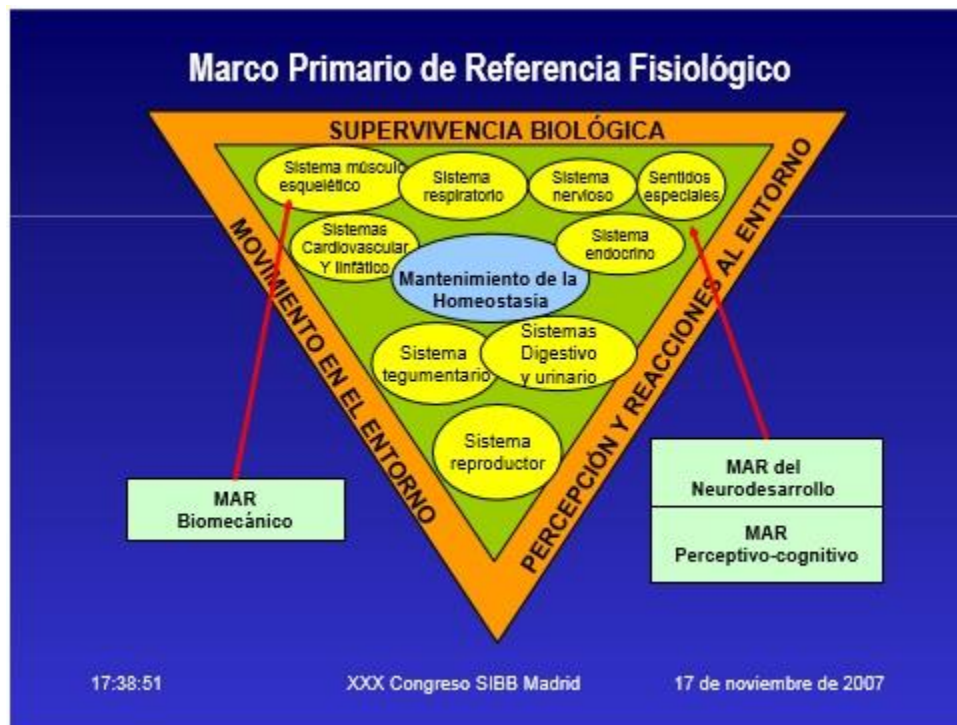 Marco Primario de Referencia Fisiológico
SUPERVIVENCIA BIOLÓGICA
Sistema músculo
esquelético
Sistema
respiratorio
Sistema
nervioso
Sentidos
especiales
Sistemas
Cardiovascular
Y linfático
Sistema
endocrino
Mantenimiento de la
Homeostasia
Sistema
tegumentario
Sistemas
Digestivo
y urinario
Sistema
reproductor
MOVIMIENTO EN EL ENTORNO
PERCEPCIÓN Y REACCIONES AL ENTORNO
MAR
Biomecánico
MAR del
Neurodesarrollo
MAR
Perceptivo-cognitivo
17:38:51
XXX Congreso SIBB Madrid
17 de noviembre de 2007